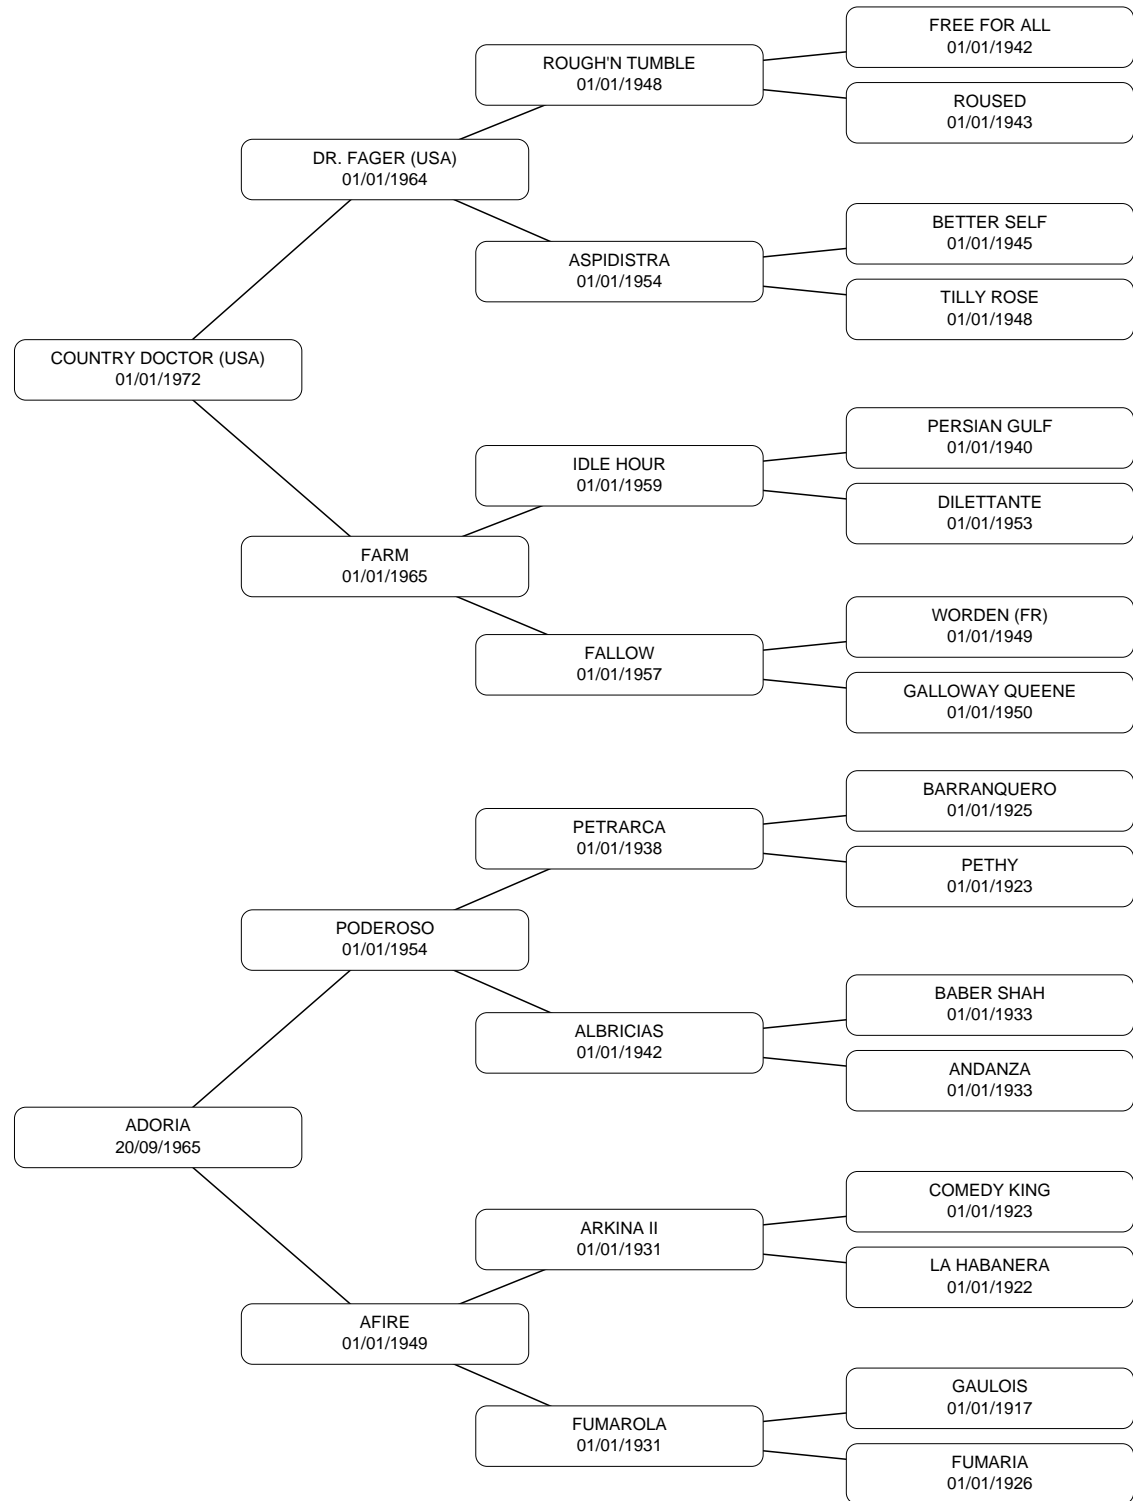 FREE FOR ALL
01/01/1942
ROUGH'N TUMBLE
01/01/1948
ROUSED
01/01/1943
DR. FAGER (USA)
01/01/1964
BETTER SELF
01/01/1945
ASPIDISTRA
01/01/1954
TILLY ROSE
01/01/1948
COUNTRY DOCTOR (USA)
01/01/1972
PERSIAN GULF
01/01/1940
IDLE HOUR
01/01/1959
DILETTANTE
01/01/1953
FARM
01/01/1965
WORDEN (FR)
01/01/1949
FALLOW
01/01/1957
GALLOWAY QUEENE
01/01/1950
BARRANQUERO
01/01/1925
PETRARCA
01/01/1938
PETHY
01/01/1923
PODEROSO
01/01/1954
BABER SHAH
01/01/1933
ALBRICIAS
01/01/1942
ANDANZA
01/01/1933
ADORIA
20/09/1965
COMEDY KING
01/01/1923
ARKINA II
01/01/1931
LA HABANERA
01/01/1922
AFIRE
01/01/1949
GAULOIS
01/01/1917
FUMAROLA
01/01/1931
FUMARIA
01/01/1926